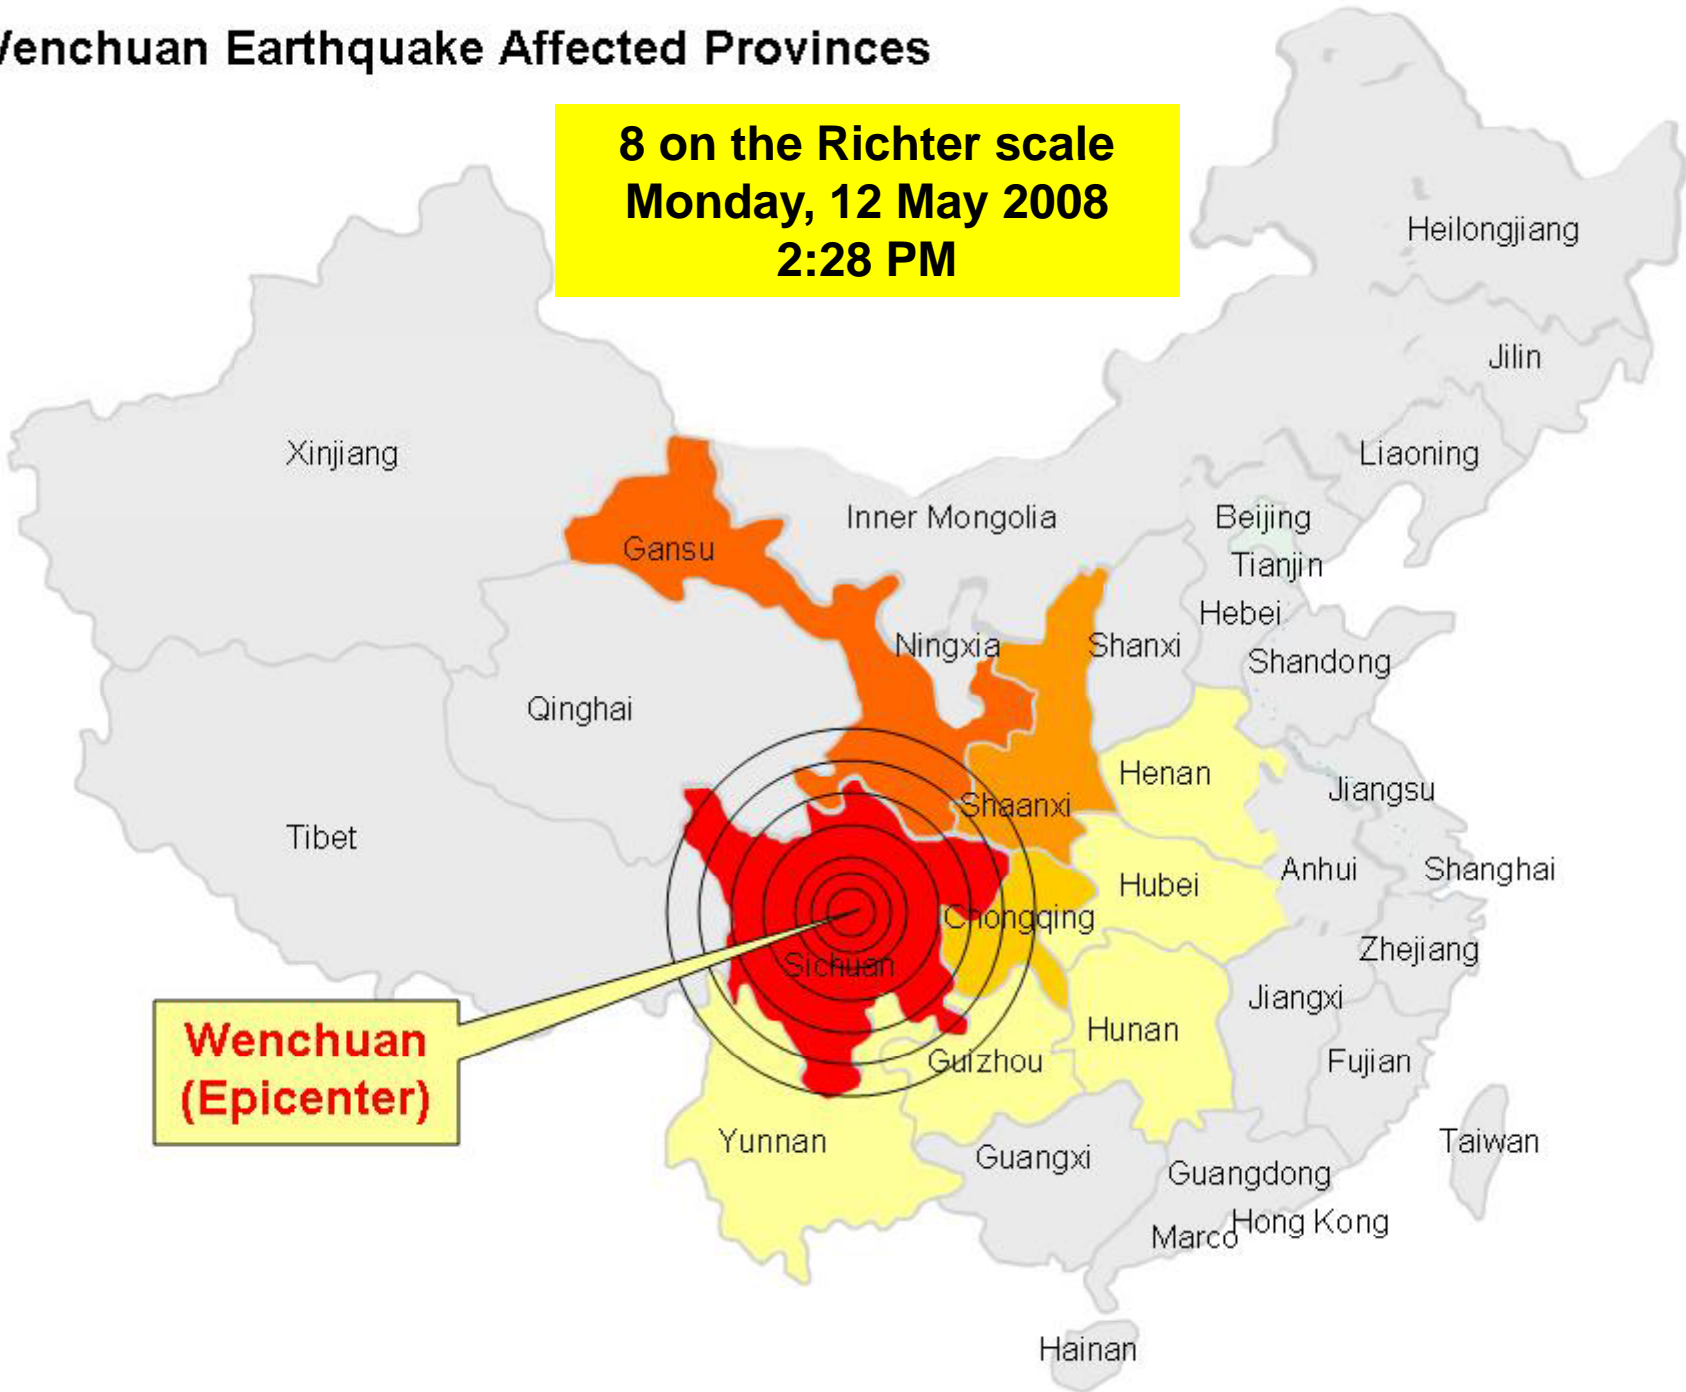 Wenchuan Earthquake Affected Provinces
8 on the Richter scale
Monday, 12 May 2008
2:28 PM
Heilongjiang
Jilin
Liaoning
Xinjiang
Inner Mongolia
Beijing
Gansu
Tianjin
Hebei
Ningxia
Shanxi
Shandong
Qinghai
Henan
Jiangsu
Shaanxi
Tibet
Anhui
Shanghai
Hubei
Chongqing
Zhejiang
Sichuan
Jiangxi
Hunan
Wenchuan
(Epicenter)
Guizhou
Fujian
Yunnan
Taiwan
Guangxi
Guangdong
Hong Kong
Marco
Hainan